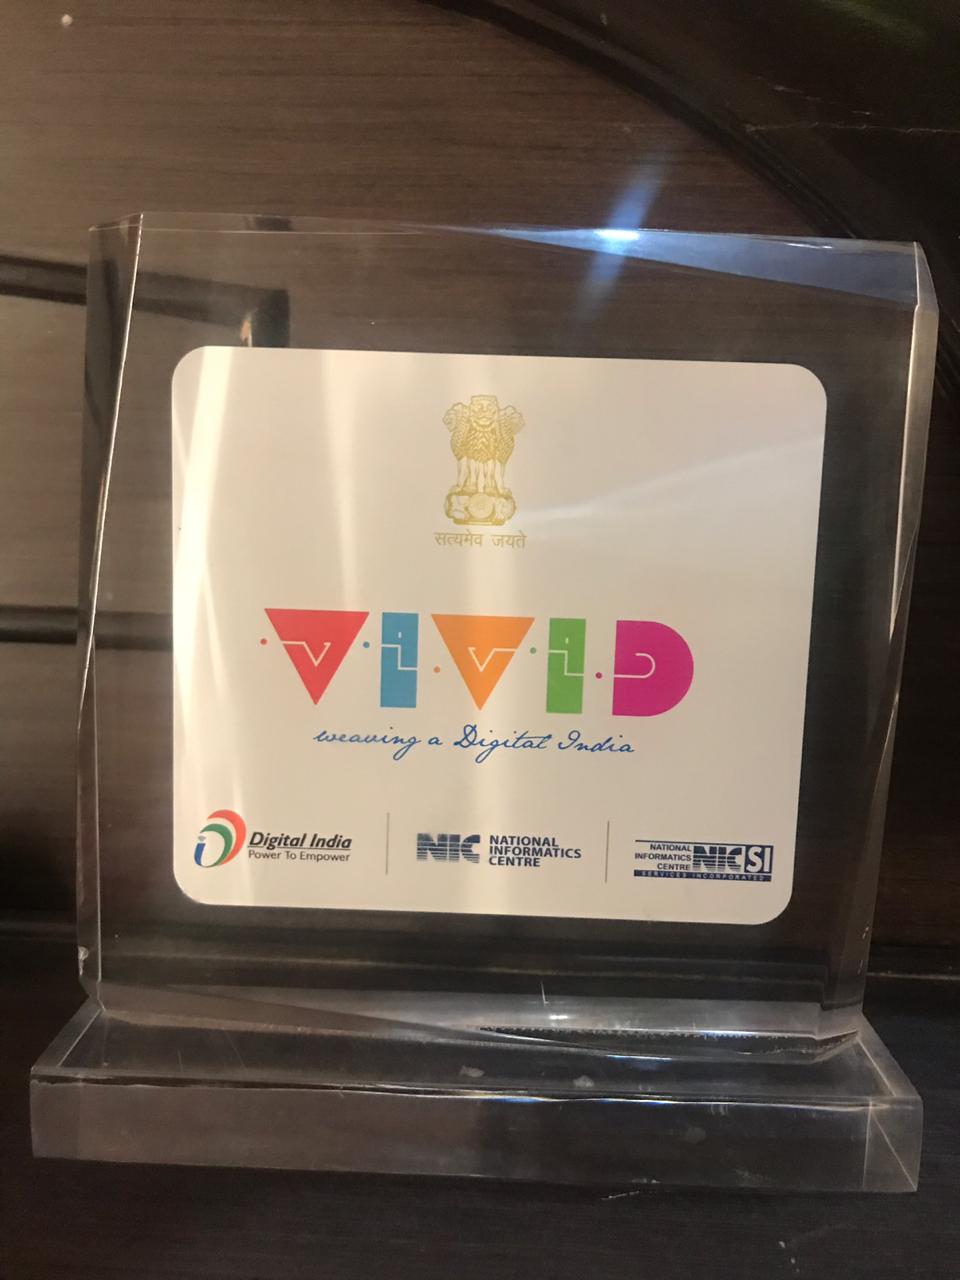 सत्यमेव जयते
VIVID
weaving a Digital India
Digital India
Power To Empower
NIC
NATIONAL
INFORMATICS
CENTRE
NATIONAL
INFORMATICS
CENTRE
NICSI
SERVICES INCORPORATED